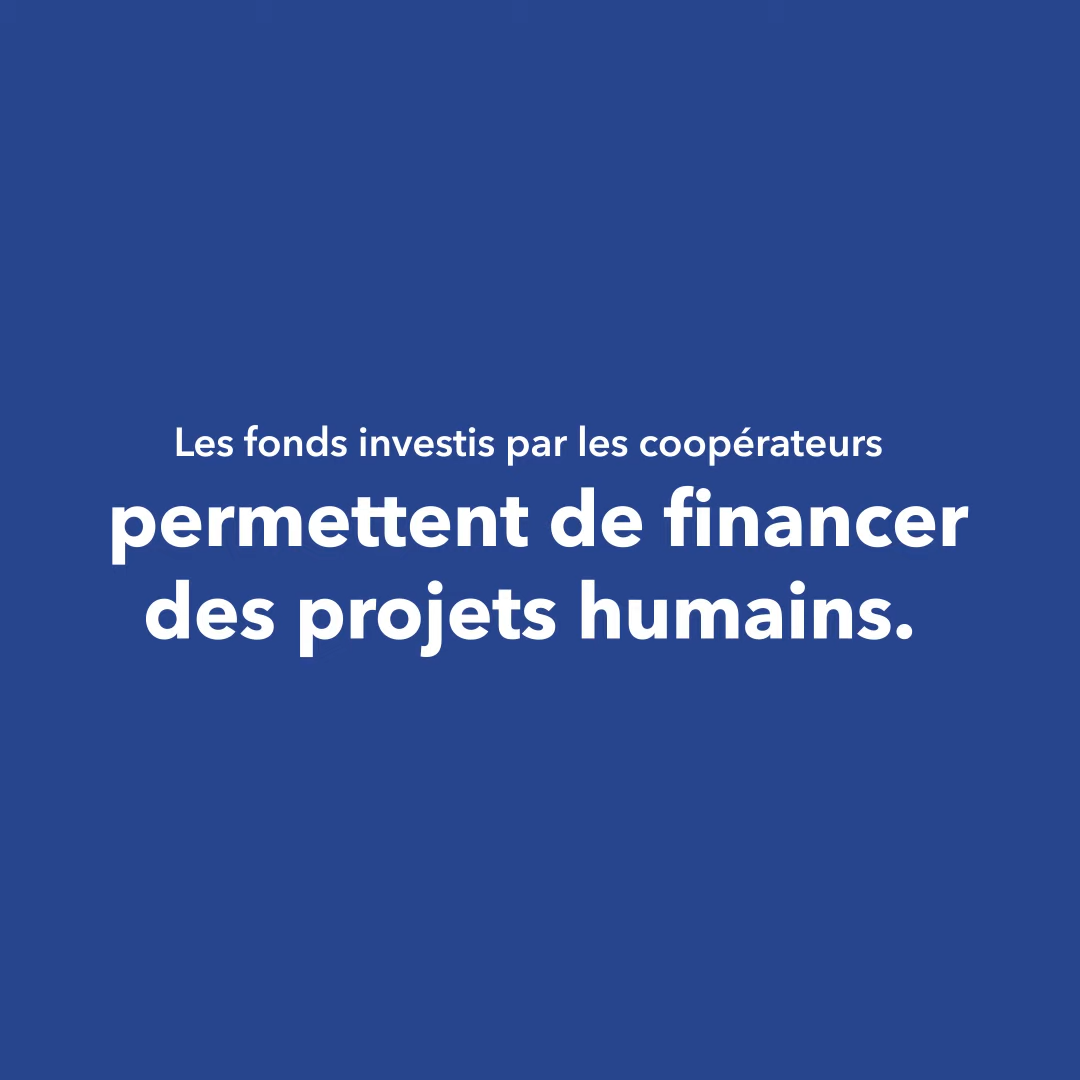 Les fonds investis par les coopérateurs
permettent de financer
des projets humains.